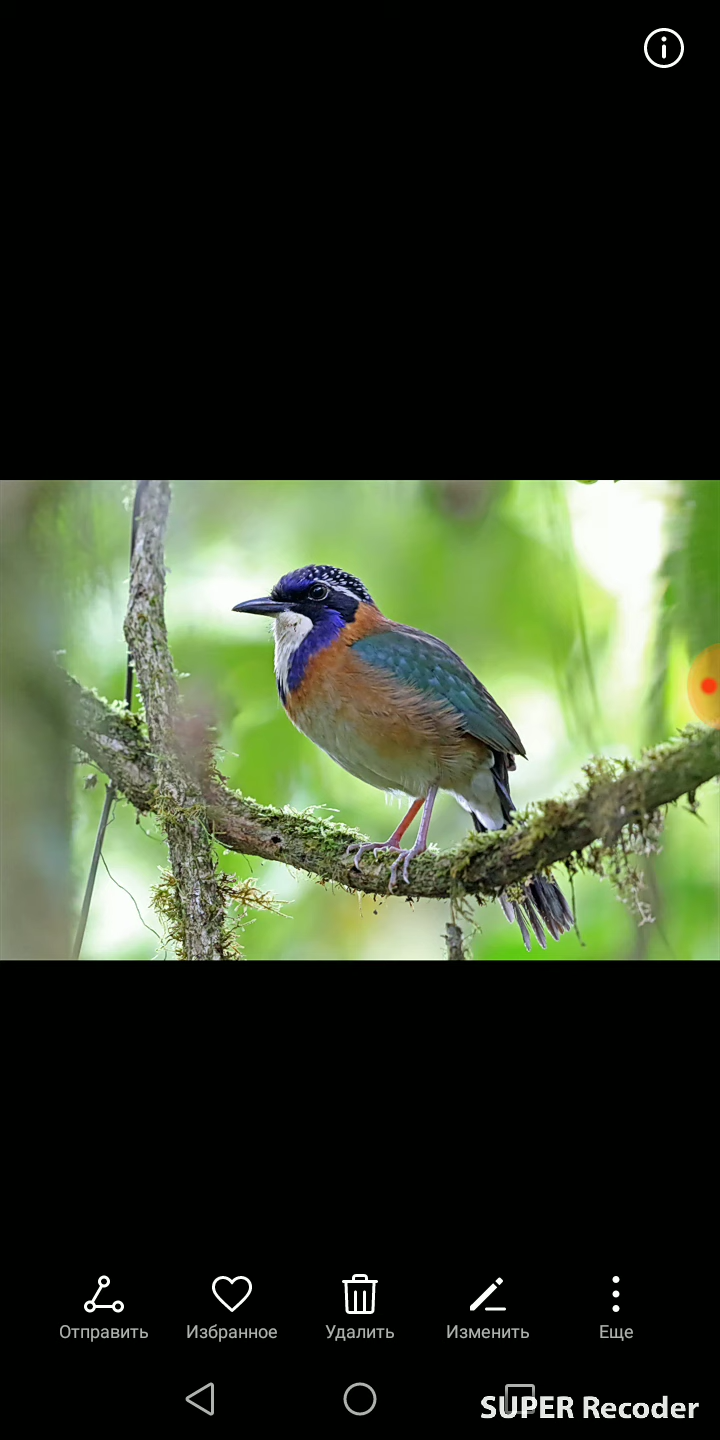 Отправить
Избранное
Удалить
Изменить
Еще
SUPER Recoder